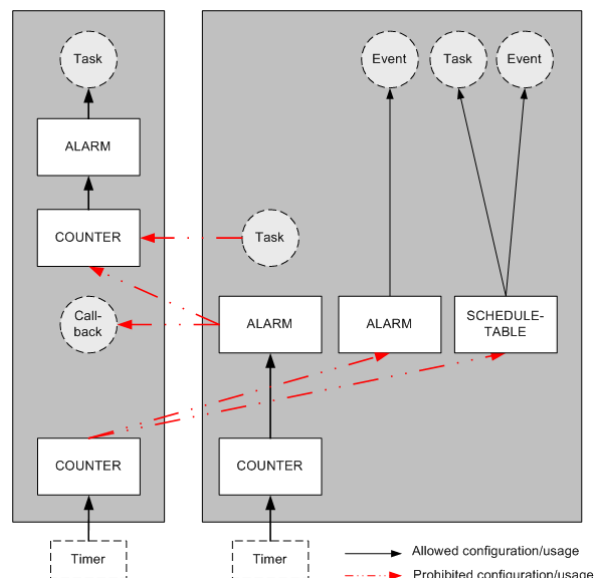 Task
Event
Task
Event
ALARM
COUNTER
Task
Call-
back
ALARM
ALARM
SCHEDULE-
TABLE
COUNTER
COUNTER
Timer
Timer
Allowed configuration/usage
Prohibited configuration/usage